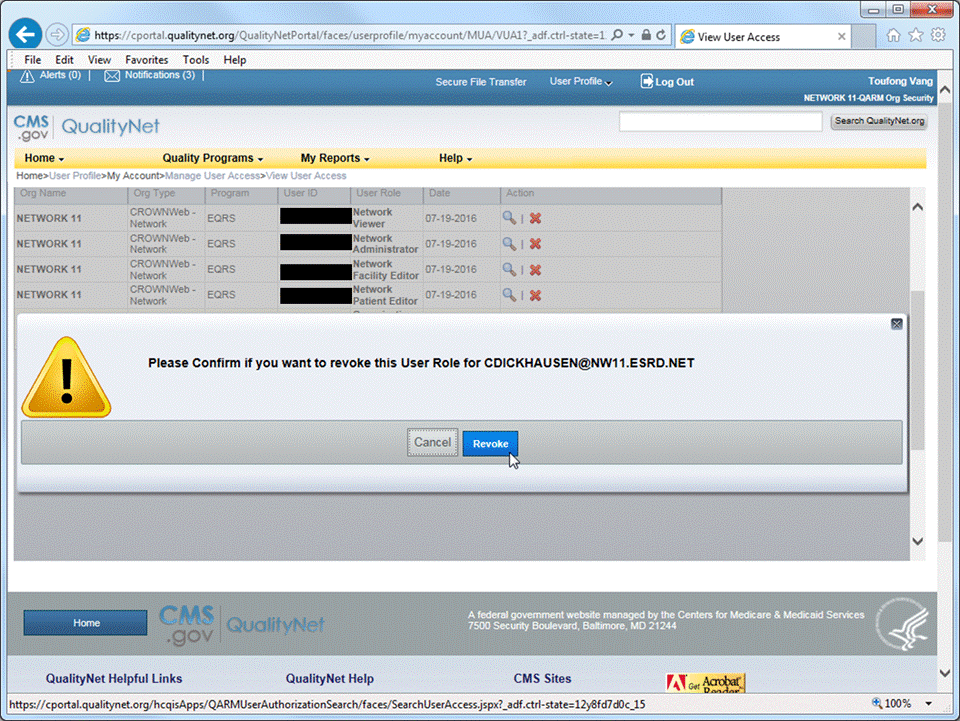 https://cportal.qualitynet.org/QualityNetPortal/faces/userprofile/myaccount/MUA/VUA1?_adf.ctrl-state=1
View User Access
File Edit View Favorites Tools Help
Alerts (0) | Notifications (3) |
Secure File Transfer User Profile Log Out
Toufong Vang
NETWORK 11-QARM Org Security
CMS .gov QualityNet
Search QualityNet.org
Home Quality Programs My Reports Help
Home>User Profile>My Account>Manage User Access>View User Access
Org Name Org Type Program User ID User Role Date Action
NETWORK 11 CROWNWeb - Network EQRS Network Viewer 07-19-2016 |
NETWORK 11 CROWNWeb - Network EQRS Network Administrator 07-19-2016 |
NETWORK 11 CROWNWeb - Network EQRS Network Facility Editor 07-19-2016 |
NETWORK 11 CROWNWeb - Network EQRS Network Patient Editor 07-19-2016 |
Please Confirm if you want to revoke this User Role for CDICKHAUSEN@NW11.ESRD.NET
Cancel Revoke
Home
CMS .gov QualityNet
A federal government website managed by the Centers for Medicare & Medicaid Services
7500 Security Boulevard, Baltimore, MD 21244
QualityNet Helpful Links QualityNet Help CMS Sites
Get Acrobat
Reader
https://cportal.qualitynet.org/hcqisApps/QARMUserAuthorizationSearch/faces/SearchUserAccess.jspx?_adf.ctrl-state=12y8fd7d0c_15
100%